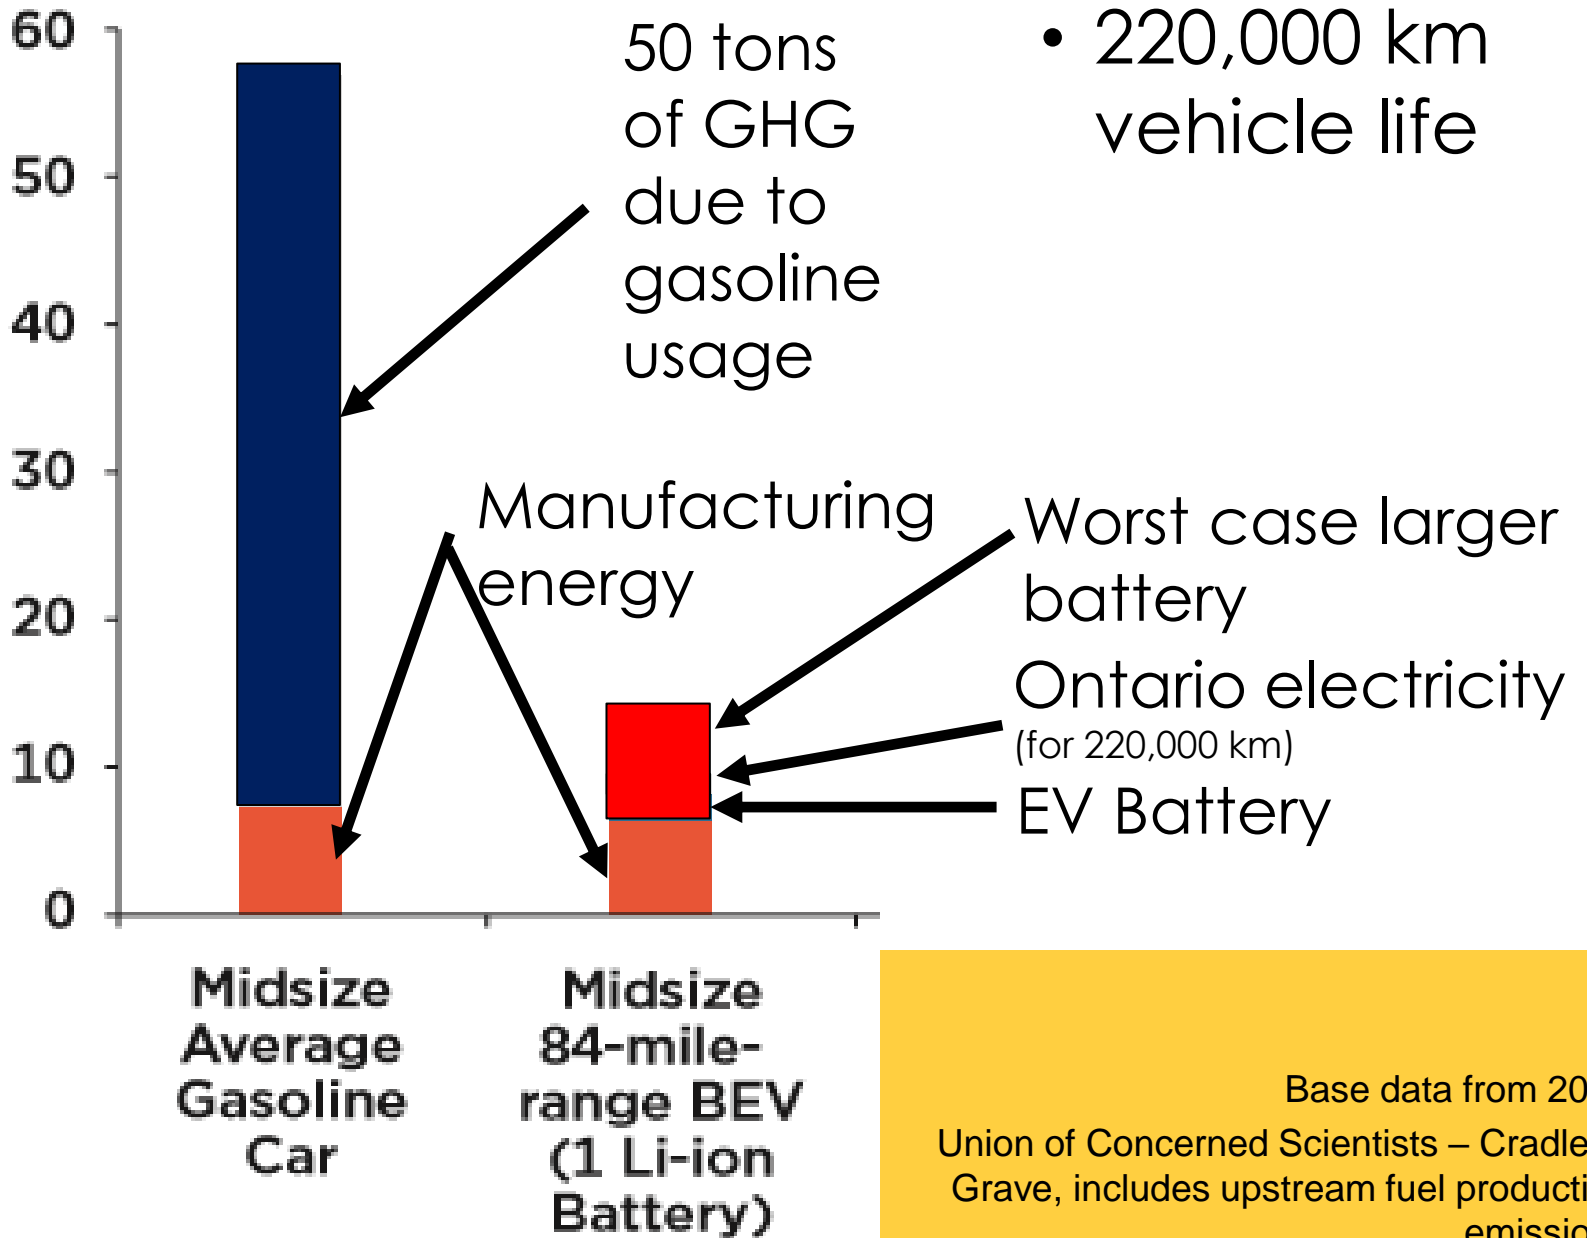 60
50
40
30
20
10
0
50 tons
of GHG
due to
gasoline
usage
• 220,000 km
vehicle life
Manufacturing
energy
Worst case larger
battery
Ontario electricity
(for 220,000 km)
EV Battery
Midsize
Average
Gasoline
Car
Midsize
84-mile-
range BEV
(1 Li-ion
Battery)
Base data from 20
Union of Concerned Scientists – Cradle
Grave, includes upstream fuel producti
emissio